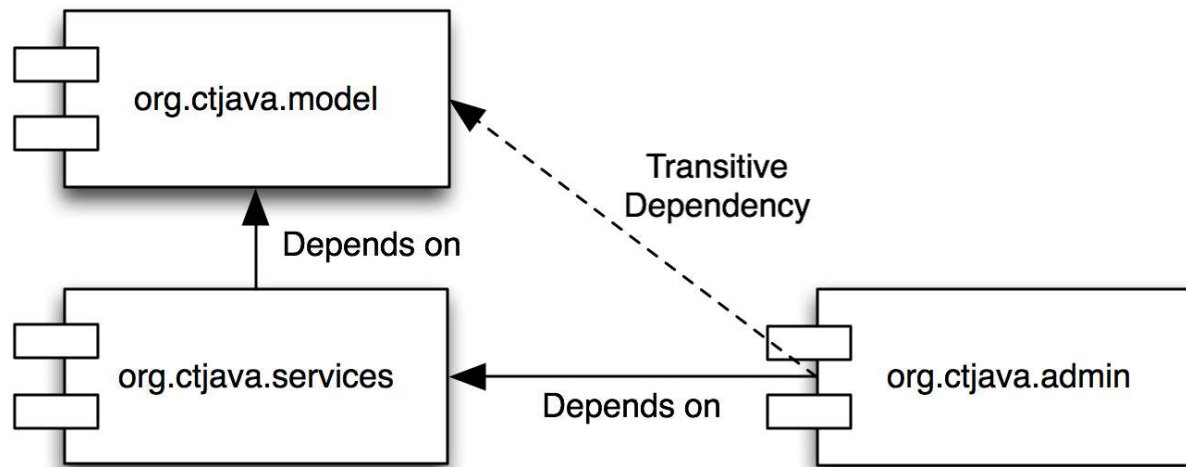 org.ctjava.model
Transitive
Dependency
Depends on
org.ctjava.services
Depends on
org.ctjava.admin